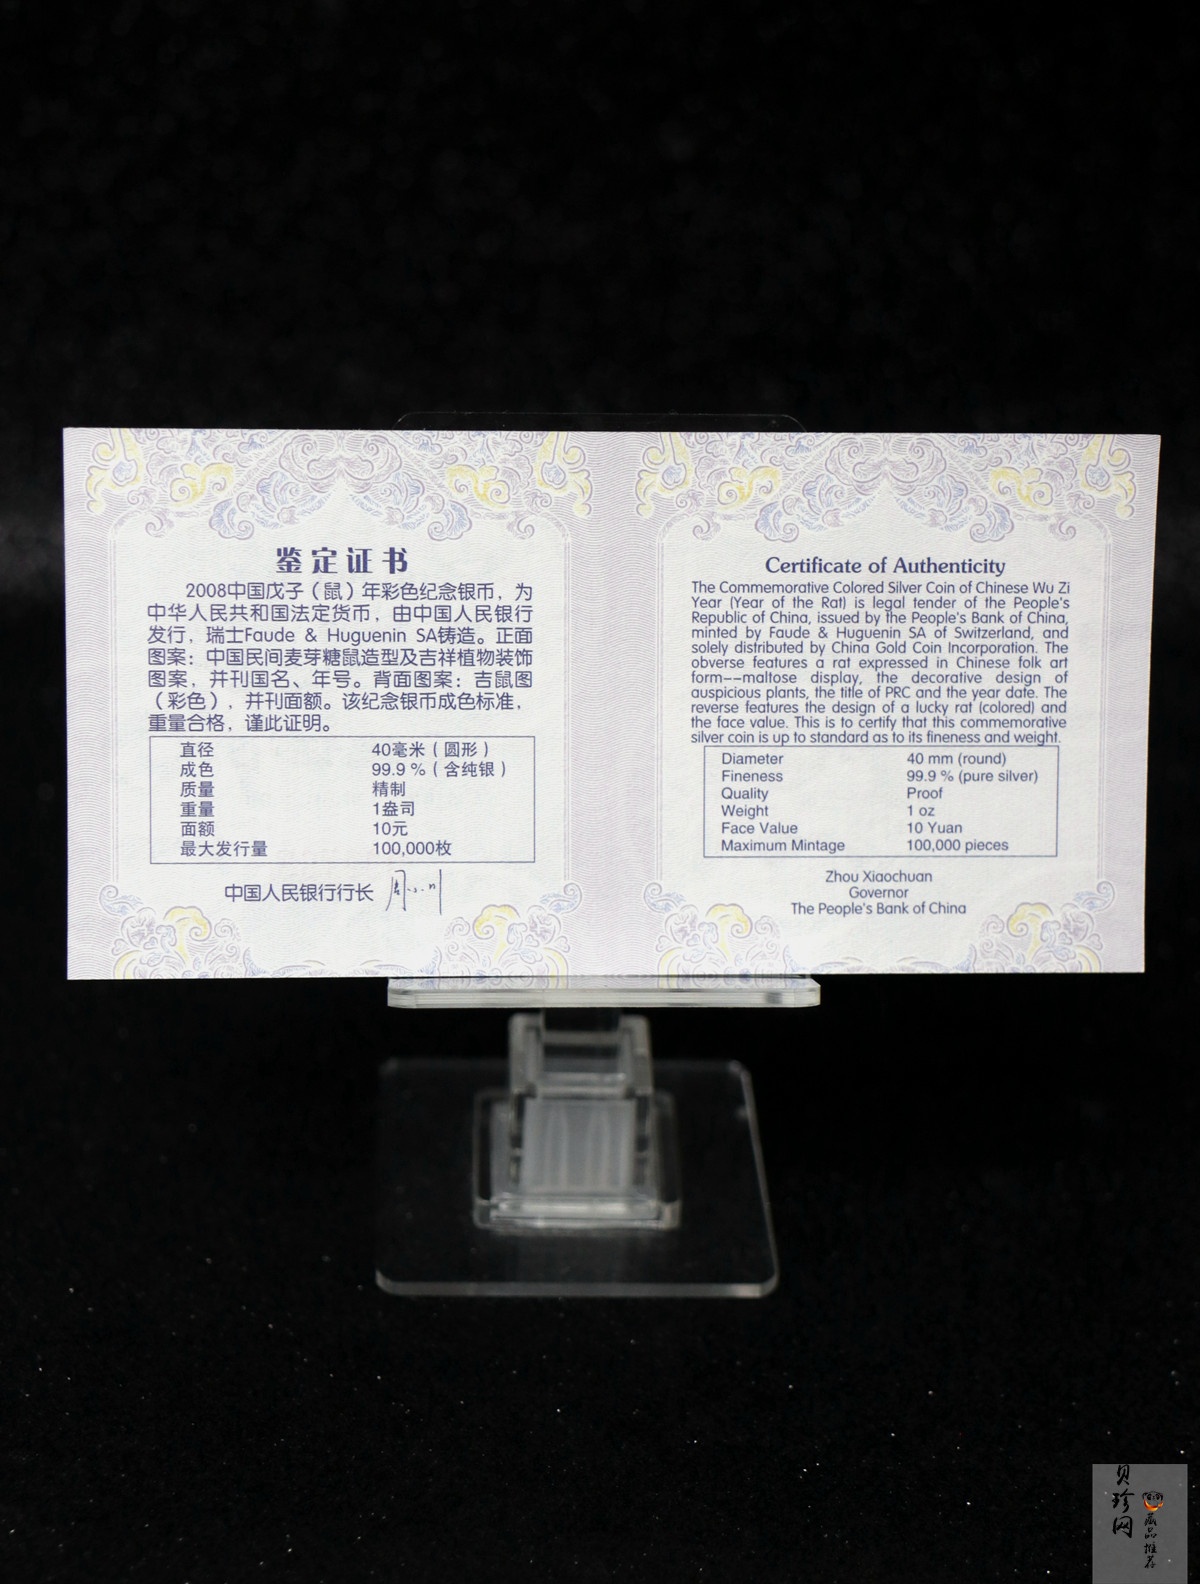 鉴定证书
2008中国戊子（鼠）年彩色纪念银币，为
中华人民共和国法定货币，由中国人民银行
发行，瑞士Faude & Huguenin SA铸造。正面
图案：中国民间麦芽糖鼠造型及吉祥植物装饰
图案，并刊国名、年号。背面图案：吉鼠图
（彩色），并刊面额。该纪念银币成色标准，
重量合格，谨此证明。
直径 40毫米（圆形）
成色 99.9 %（含纯银）
质量 精制
重量 1盎司
面额 10元
最大发行量 100,000枚
中国人民银行行长
Certificate of Authenticity
The Commemorative Colored Silver Coin of Chinese Wu Zi
Year (Year of the Rat) is legal tender of the People's
Republic of China, issued by the People's Bank of China,
minted by Faude & Huguenin SA of Switzerland, and
solely distributed by China Gold Coin Incorporation. The
obverse features a rat expressed in Chinese folk art
form--maltose display, the decorative design of
auspicious plants, the title of PRC and the year date. The
reverse features the design of a lucky rat (colored) and
the face value. This is to certify that this commemorative
silver coin is up to standard as to its fineness and weight.
Diameter 40 mm (round)
Fineness 99.9 % (pure silver)
Quality Proof
Weight 1 oz
Face Value 10 Yuan
Maximum Mintage 100,000 pieces
Zhou Xiaochuan
Governor
The People's Bank of China
贝珍网
藏品推荐